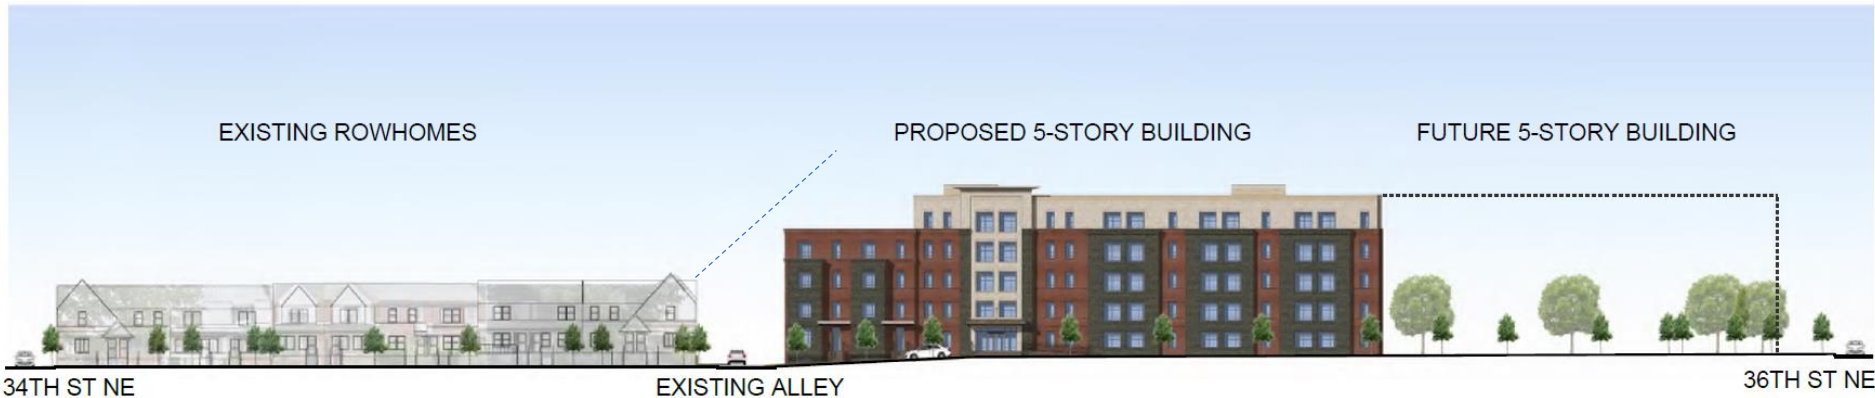 EXISTING ROWHOMES
PROPOSED 5-STORY BUILDING
FUTURE 5-STORY BUILDING
34TH ST NE
EXISTING ALLEY
36TH ST NE